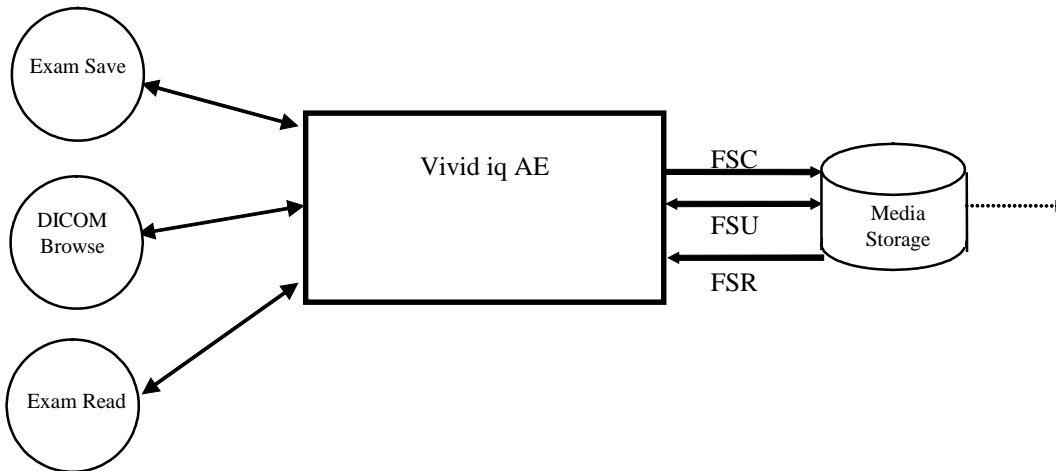 Exam Save
DICOM
Browse
Exam Read
Vivid iq AE
FSC
FSU
FSR
Media
Storage